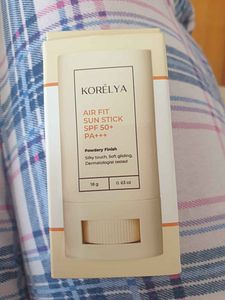 KORĒLYA
AIR FIT
SUN STICK
SPF 50+
PA+++
Powdery Finish
Silky touch, Soft gliding,
Dermatologist tested
18 g
0.63 oz